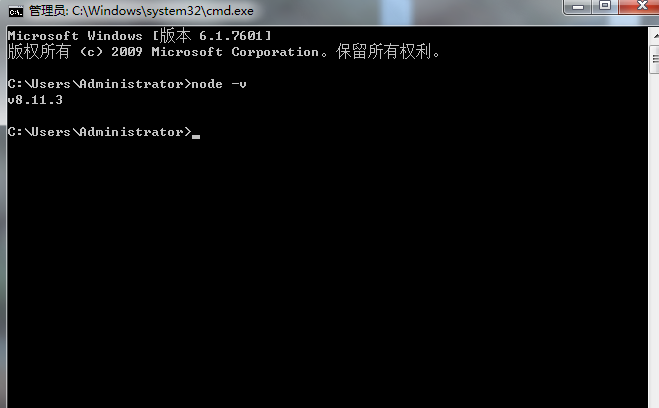 管理员: C:\Windows\system32\cmd.exe
Microsoft Windows [版本 6.1.7601]
版权所有 (c) 2009 Microsoft Corporation。保留所有权利。
C:\Users\Administrator>node -v
v8.11.3
C:\Users\Administrator>_